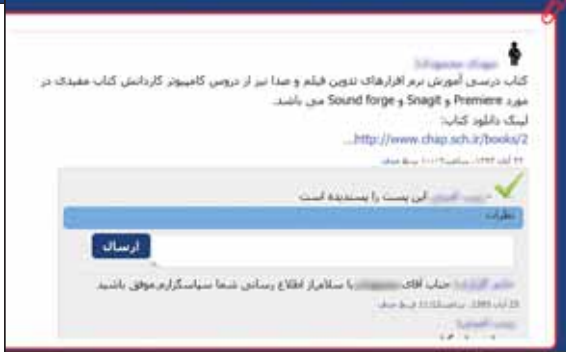 کتاب درسی آموزش نرم افزارهای تدوین فیلم و صدا نیز از دروس کامپیوتر کاردانش کتاب مفیدی در
مورد Premiere و Snagit و Sound forge می باشد.
لینک دانلود کتاب:
http://www.chap.sch.ir/books/2...
این پست را پسندیده است
نظرات
ارسال
جناب آقای با سلام،از اطلاع رسانی شما سپاسگزارم.موفق باشید